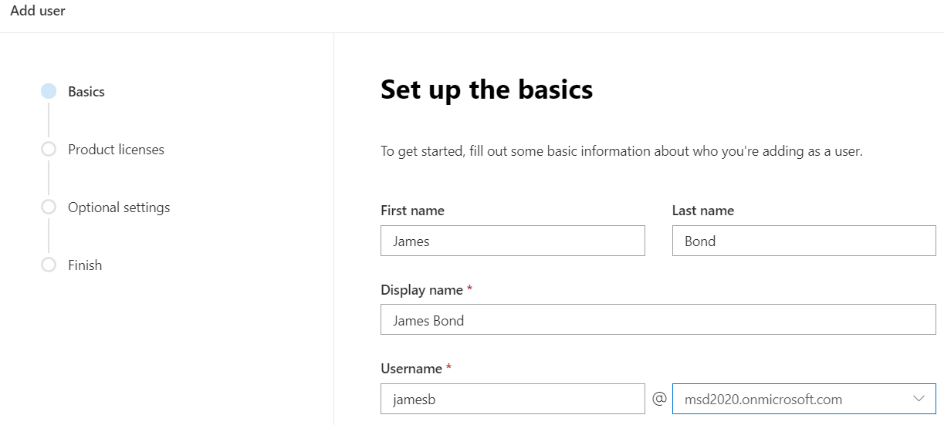 Add user
Basics
Product licenses
Optional settings
Finish
Set up the basics
To get started, fill out some basic information about who you're adding as a user.
First name
Last name
James
Bond
Display name *
James Bond
Username *
jamesb @ msd2020.onmicrosoft.com